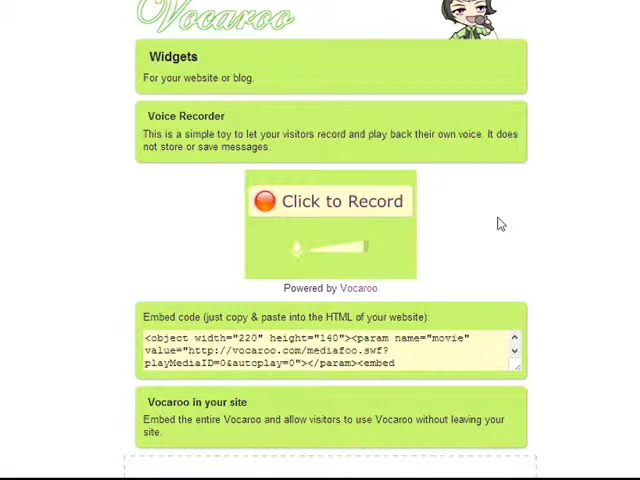 Vocaroo
Widgets
For your website or blog.
Voice Recorder
This is a simple toy to let your visitors record and play back their own voice. It does
not store or save messages.
Click to Record
Powered by Vocaroo
Embed code (just copy & paste into the HTML of your website):
<object width="220" height="140"><param name="movie"
value="http://vocaroo.com/mediafoo.swf?
playMediaID=0&autoplay=0"></param><embed
Vocaroo in your site
Embed the entire Vocaroo and allow visitors to use Vocaroo without leaving your
site.